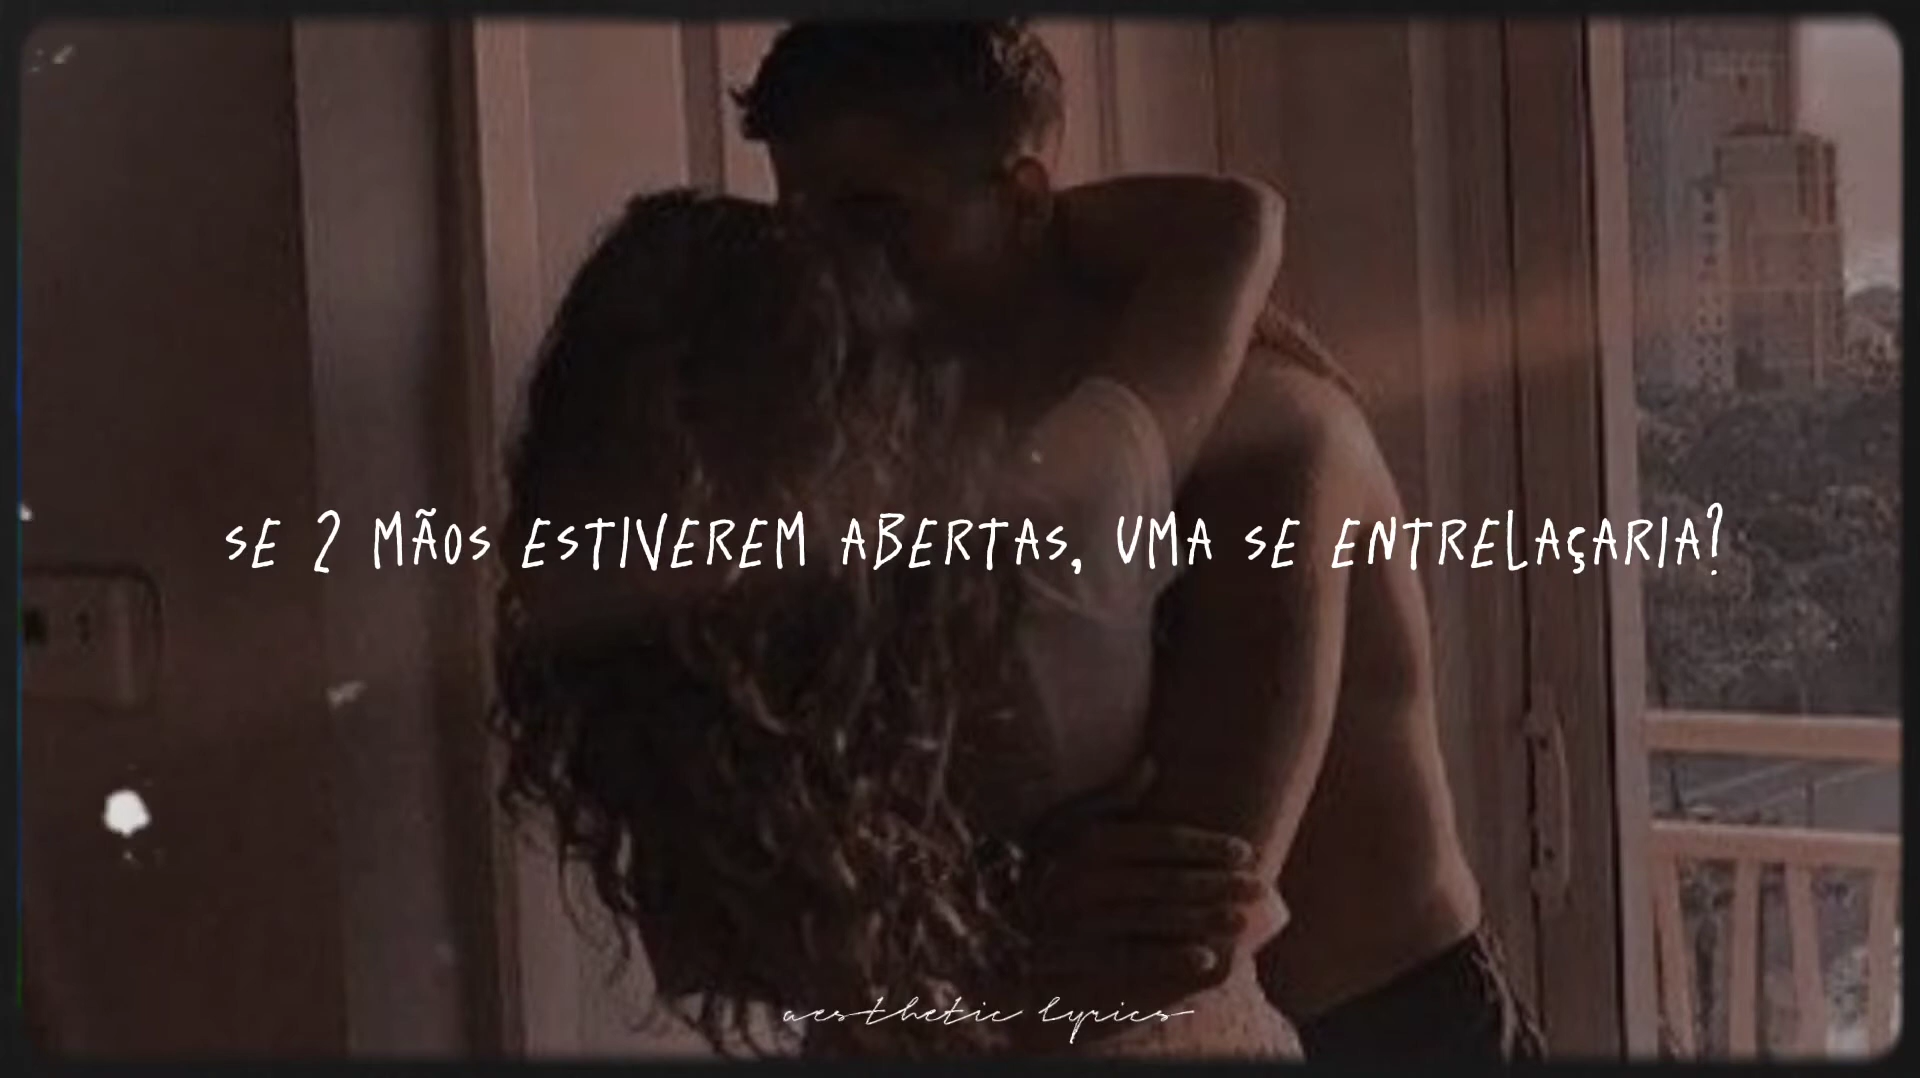 SE 2 MÃOS ESTIVEREM ABERTAS, UMA SE ENTRELAÇARIA?
aesthetic lyrics